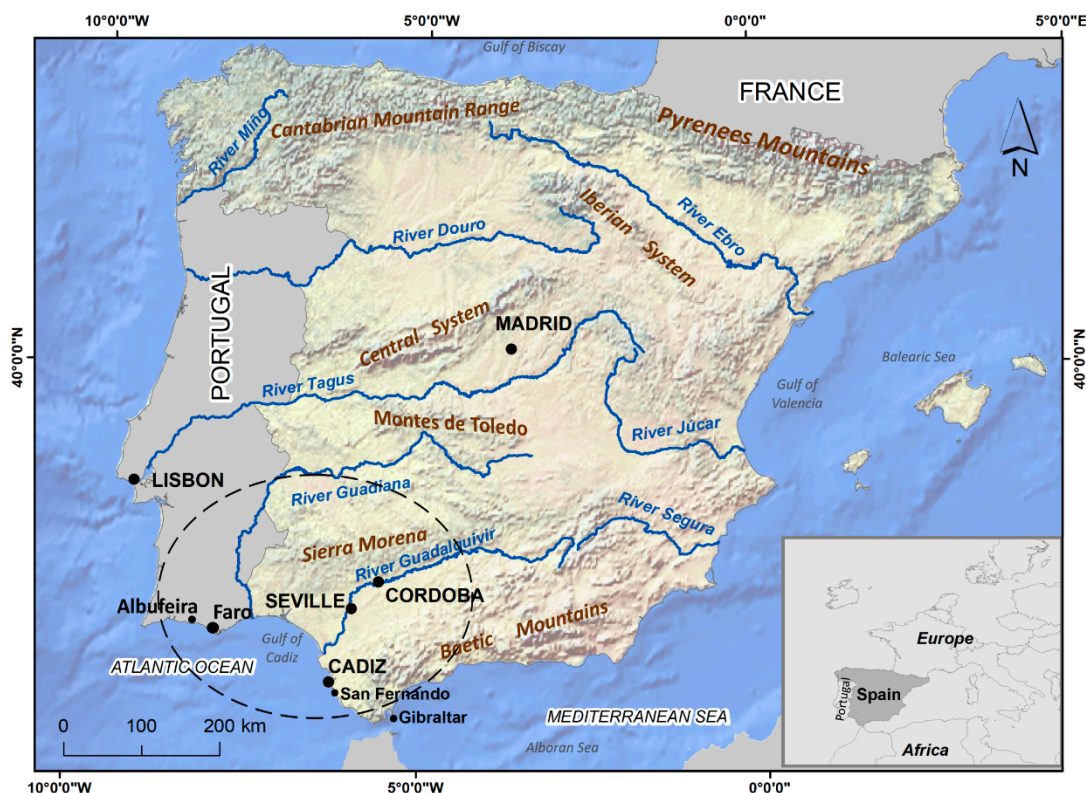 10°0'0"W
5°0'0"W
0°0'0"
5°0'0"E
Gulf of Biscay
FRANCE
N
River Miño
Cantabrian Mountain Range
Pyrenees Mountains
River Douro
Iberian System
River Ebro
PORTUGAL
Central System
MADRID
40°0'0"N
40°0'0"N
Balearic Sea
River Tagus
Gulf of
Valencia
Montes de Toledo
River Júcar
LISBON
River Guadiana
River Segura
Sierra Morena
River Guadalquivir
CORDOBA
SEVILLE
Albufeira
Faro
Baetic Mountains
Gulf of
Cadiz
ATLANTIC OCEAN
CADIZ
San Fernando
Gibraltar
MEDITERRANEAN SEA
Alboran Sea
0 100 200 km
Europe
Portugal
Spain
Africa
10°0'0"W
5°0'0"W
0°0'0"